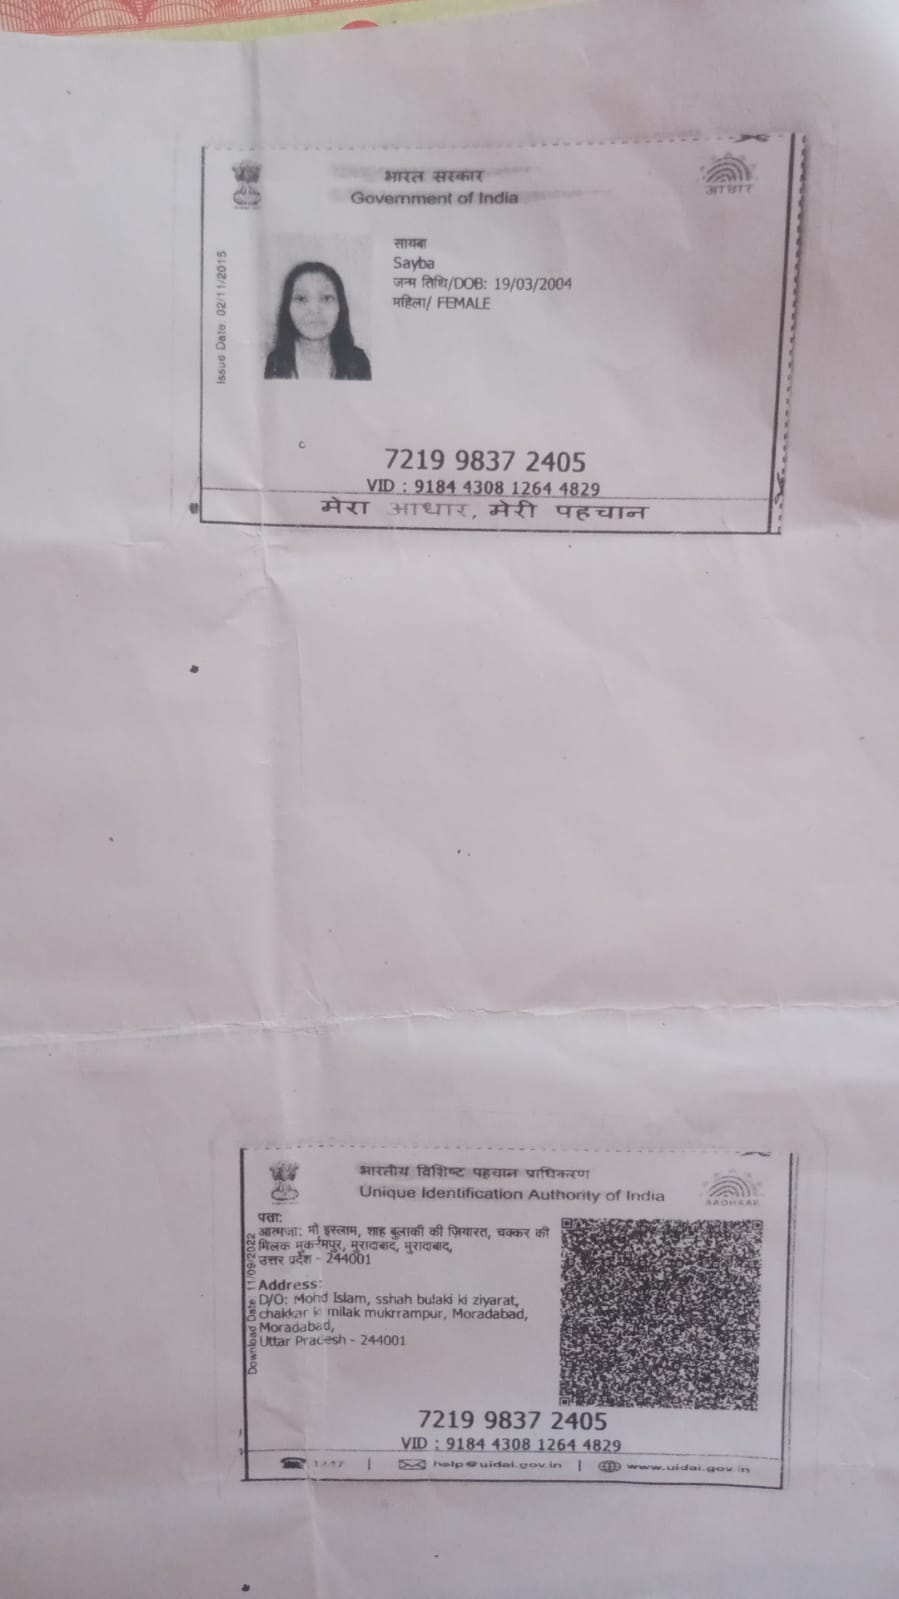 भारत सरकार
Government of India
आधार
Issue Date: 02/11/2015
सायबा
Sayba
जन्म तिथि/DOB: 19/03/2004
महिला/ FEMALE
7219 9837 2405
VID : 9184 4308 1264 4829
मेरा आधार, मेरी पहचान
भारतीय विशिष्ट पहचान प्राधिकरण
Unique Identification Authority of India
AADHAAR
Download Date: 11/09/2022
पता:
आत्मजा: मो इस्लाम, शाह बुलाकी की ज़ियारत, चक्कर की
मिलक मुकर्रमपुर, मुरादाबाद, मुरादाबाद,
उत्तर प्रदेश - 244001
Address:
D/O: Mohd Islam, sshah bulaki ki ziyarat,
chakkar ki milak mukrrampur, Moradabad,
Moradabad,
Uttar Pradesh - 244001
7219 9837 2405
VID : 9184 4308 1264 4829
1947 | help@uidai.gov.in | www.uidai.gov.in